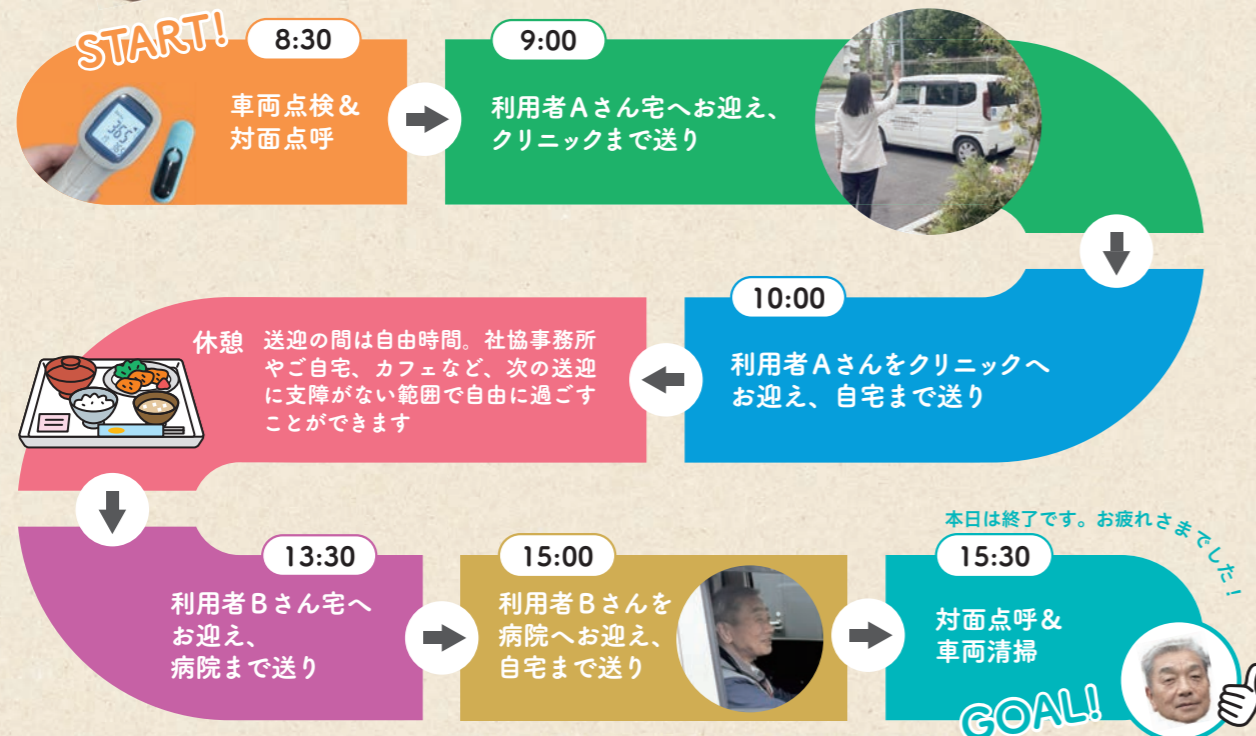 START!
8:30
車両点検&
対面点呼
9:00
利用者Aさん宅へお迎え、
クリニックまで送り
10:00
利用者Aさんをクリニックへ
お迎え、自宅まで送り
休憩
送迎の間は自由時間。社協事務所
やご自宅、カフェなど、次の送迎
に支障がない範囲で自由に過ごす
ことができます
13:30
利用者Bさん宅へ
お迎え、
病院まで送り
15:00
利用者Bさんを
病院へお迎え、
自宅まで送り
本日は終了です。お疲れさまでした!
15:30
対面点呼&
車両清掃
GOAL!